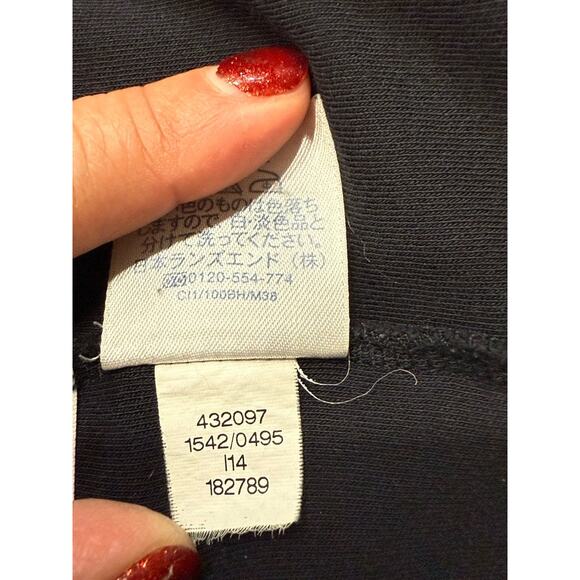 色のものは色落ち
しますので 白・淡色品と
分けて洗ってください。
日本ランズエンド (株)
0120-554-774
CI1/100BH/M38
432097
1542/0495
I14
182789